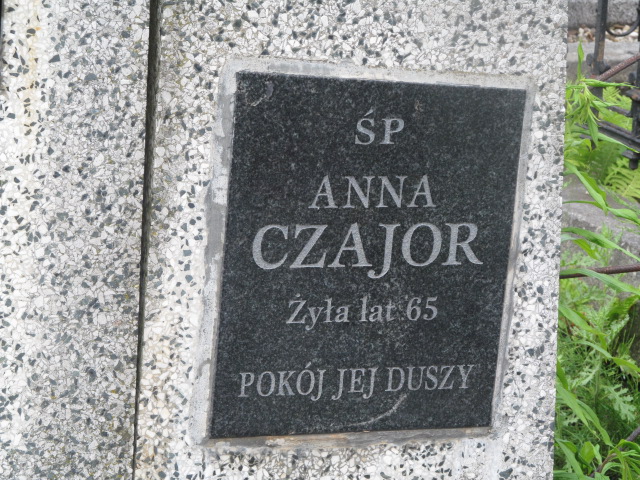 ŚP
ANNA
CZAJOR
Żyła lat 65
POKÓJ JEJ DUSZY